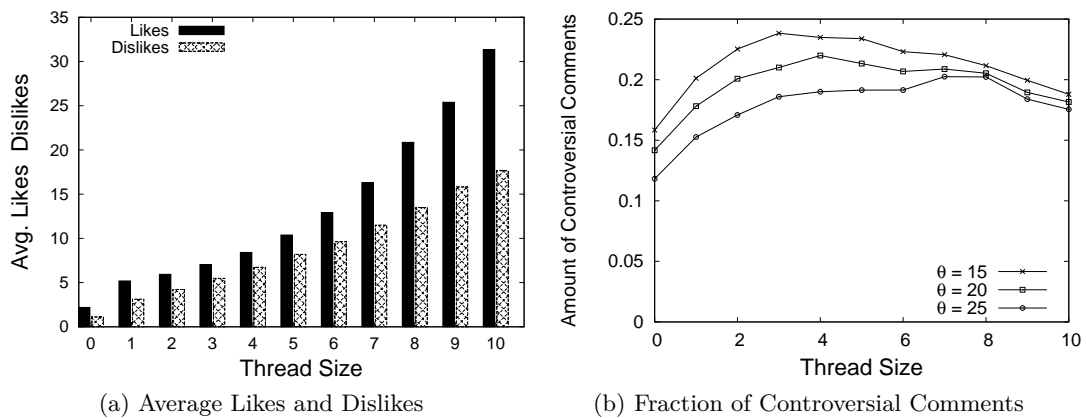 Avg. Likes Dislikes
35
30
25
20
15
10
5
0
Likes
Dislikes
0 1 2 3 4 5 6 7 8 9 10
Thread Size
(a) Average Likes and Dislikes
Amount of Controversial Comments
0.25
0.2
0.15
0.1
0.05
0
θ = 15
θ = 20
θ = 25
0 2 4 6 8 10
Thread Size
(b) Fraction of Controversial Comments